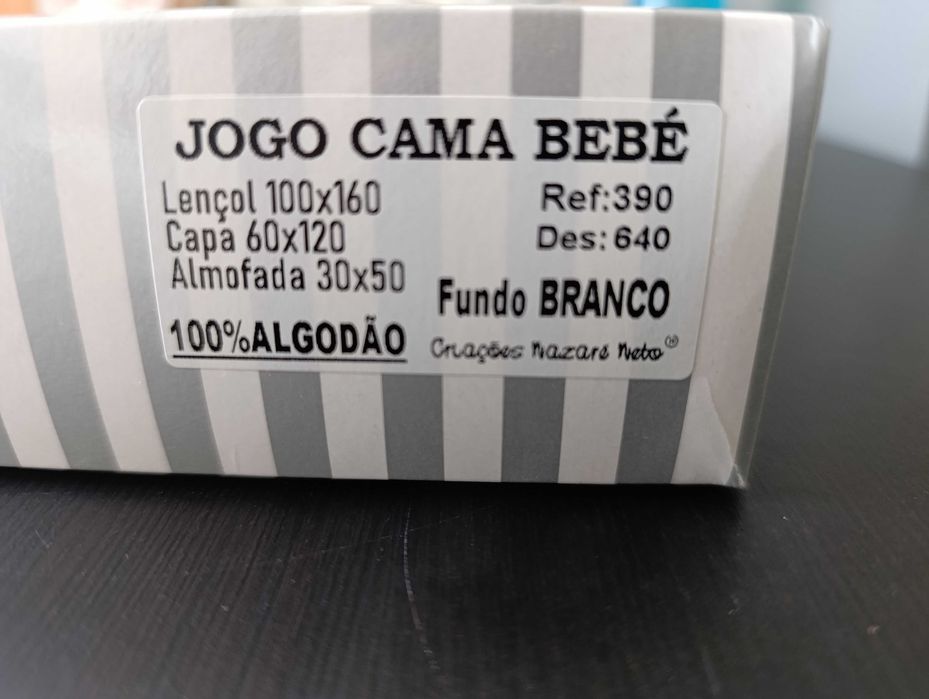 JOGO CAMA BEBÉ
Lençol 100x160
Capa 60x120
Almofada 30x50
100%ALGODÃO
Ref:390
Des:640
Fundo BRANCO
Criações Nazaré Neto